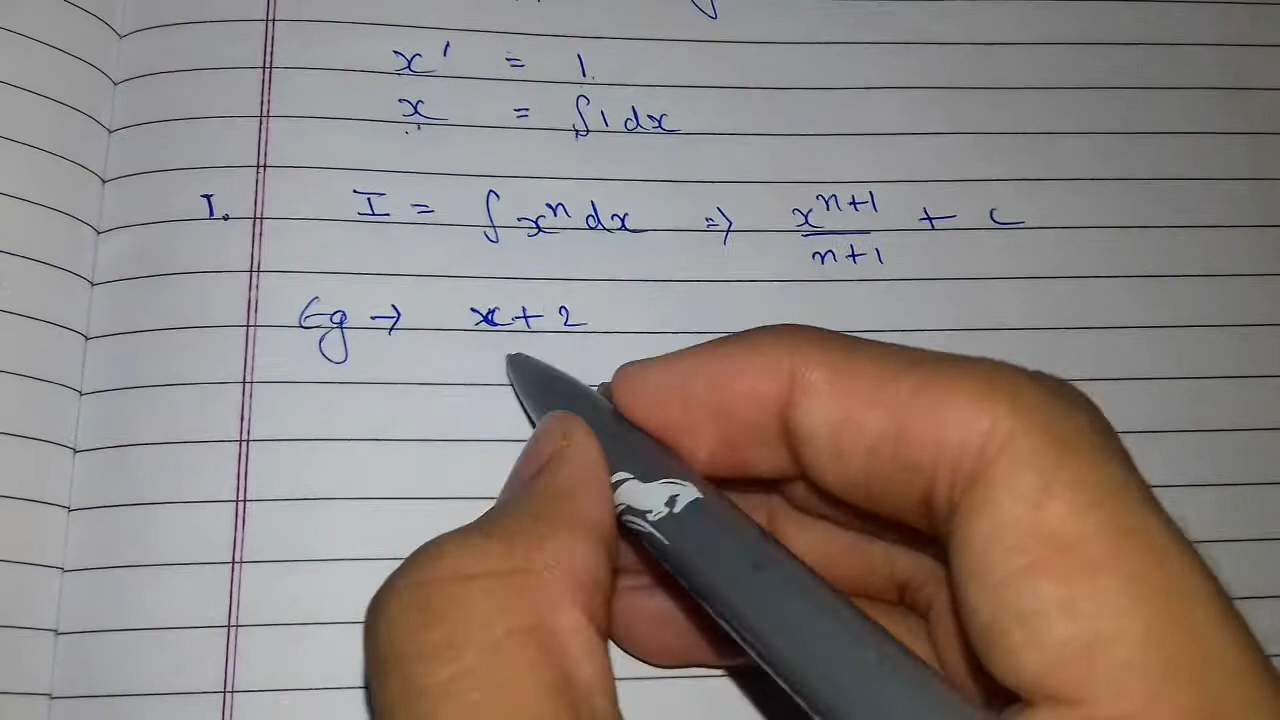 x' = 1.
x = ∫1 dx
I. I = ∫xⁿ dx ⇒ xⁿ⁺¹/n+1 + c
Eg → x + 2